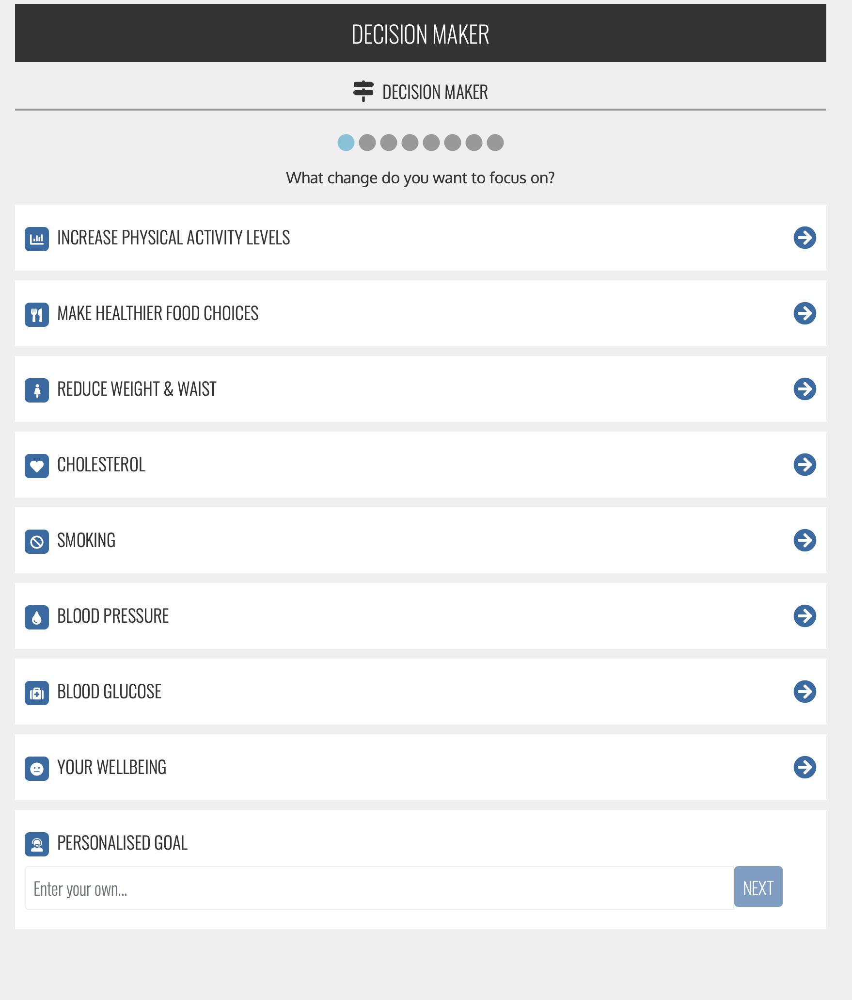 DECISION MAKER
DECISION MAKER
What change do you want to focus on?
INCREASE PHYSICAL ACTIVITY LEVELS
MAKE HEALTHIER FOOD CHOICES
REDUCE WEIGHT & WAIST
CHOLESTEROL
SMOKING
BLOOD PRESSURE
BLOOD GLUCOSE
YOUR WELLBEING
PERSONALISED GOAL
Enter your own...
NEXT